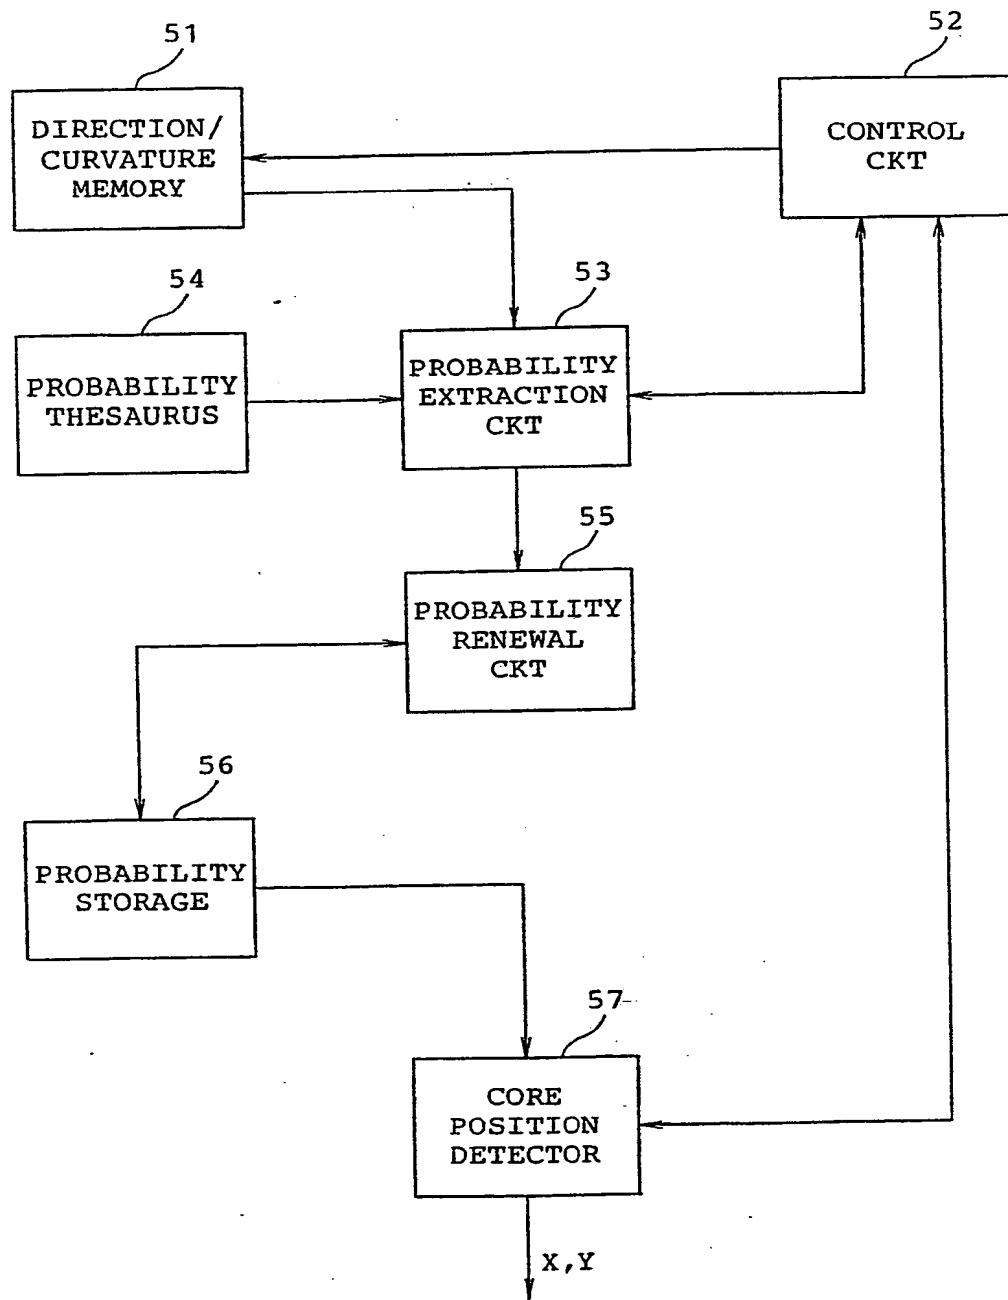 51
52
DIRECTION/
CURVATURE
MEMORY
CONTROL
CKT
54
53
PROBABILITY
THESAURUS
PROBABILITY
EXTRACTION
CKT
55
PROBABILITY
RENEWAL
CKT
56
PROBABILITY
STORAGE
57
CORE
POSITION
DETECTOR
X,Y